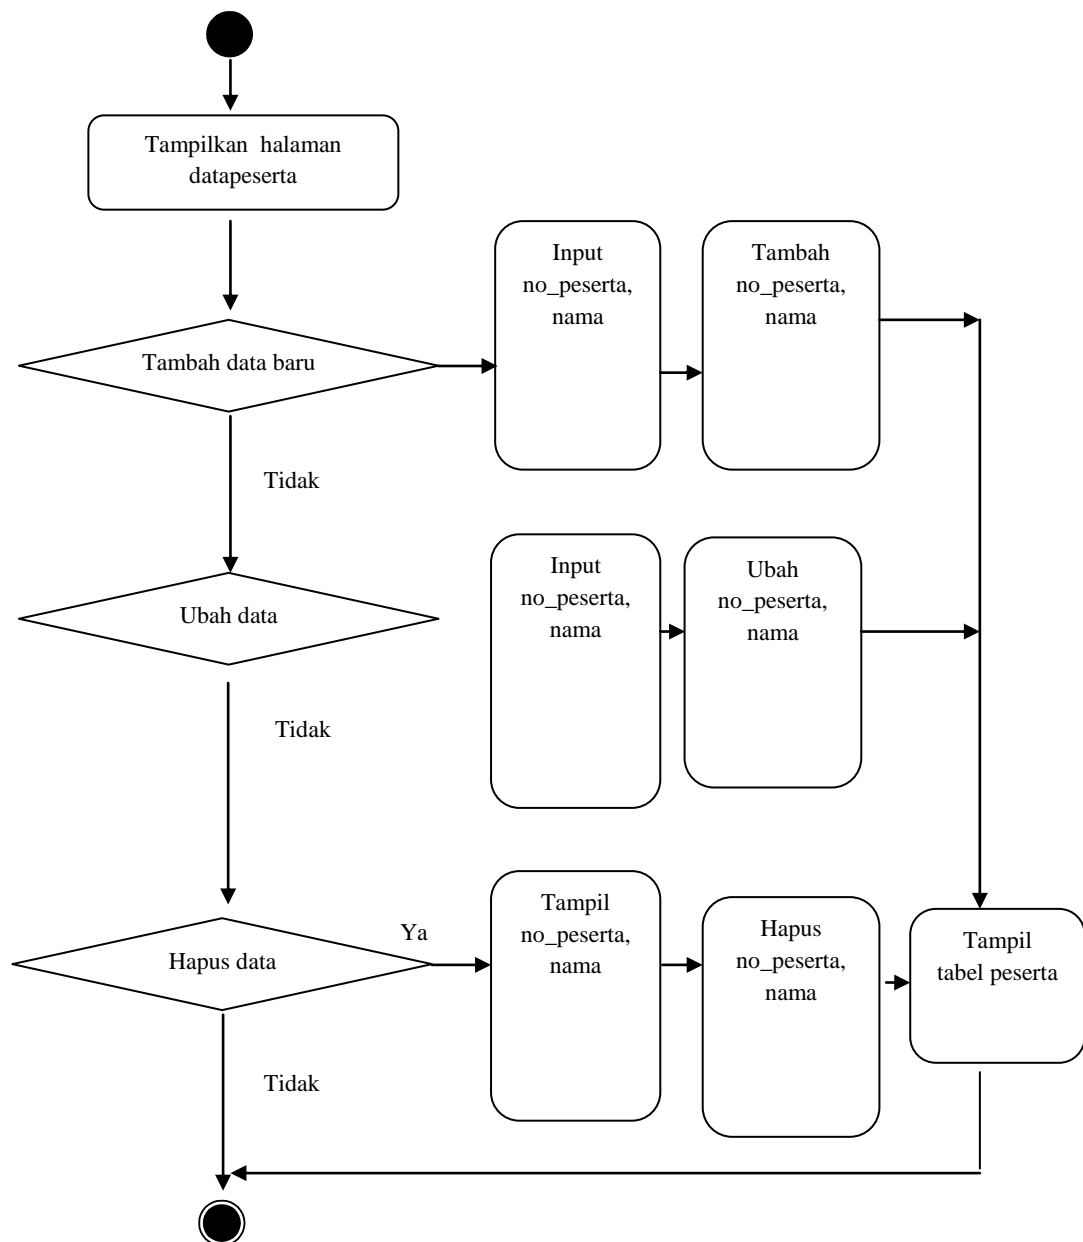 Tampilkan halaman
datapeserta
Input
no_peserta,
nama
Tambah
no_peserta,
nama
Tambah data baru
Tidak
Input
no_peserta,
nama
Ubah
no_peserta,
nama
Ubah data
Tidak
Tampil
no_peserta,
nama
Hapus
no_peserta,
nama
Ya
Hapus data
Tampil
tabel peserta
Tidak